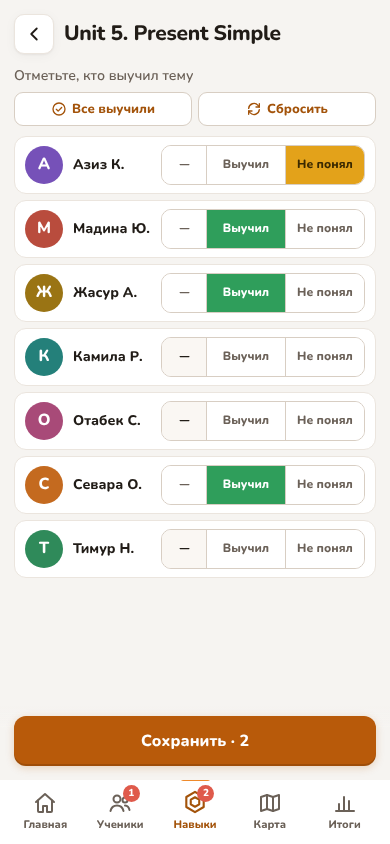 Unit 5. Present Simple
Отметьте, кто выучил тему
Все выучили
Сбросить
А Азиз К. — Выучил Не понял
М Мадина Ю. — Выучил Не понял
Ж Жасур А. — Выучил Не понял
К Камила Р. — Выучил Не понял
О Отабек С. — Выучил Не понял
С Севара О. — Выучил Не понял
Т Тимур Н. — Выучил Не понял
Сохранить · 2
1 2
Главная Ученики Навыки Карта Итоги